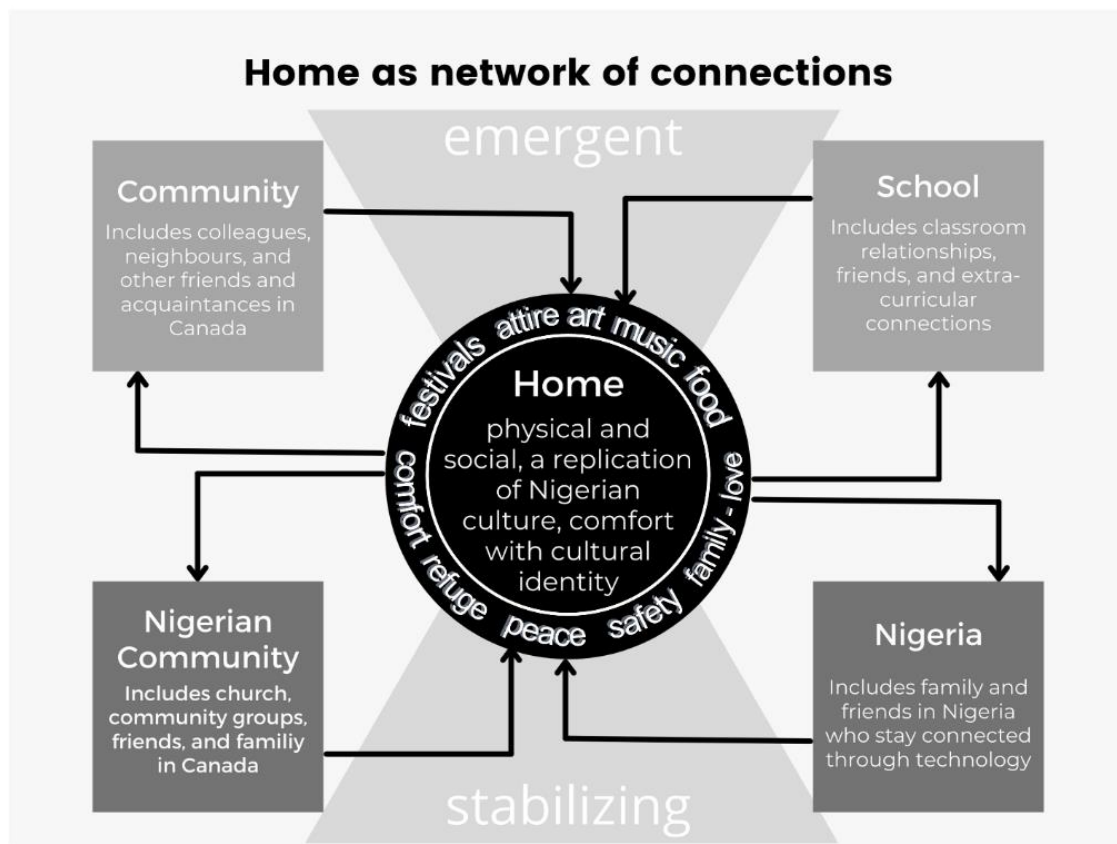 Home as network of connections
emergent
Community
Includes colleagues,
neighbours, and
other friends and
acquaintances in
Canada
School
Includes classroom
relationships,
friends, and extra-
curricular
connections
festivals attire art music food
Home
physical and
social, a replication
of Nigerian
culture, comfort
with cultural
identity
comfort refuge peace safety family - love
Nigerian
Community
Includes church,
community groups,
friends, and familiy
in Canada
Nigeria
Includes family and
friends in Nigeria
who stay connected
through technology
stabilizing